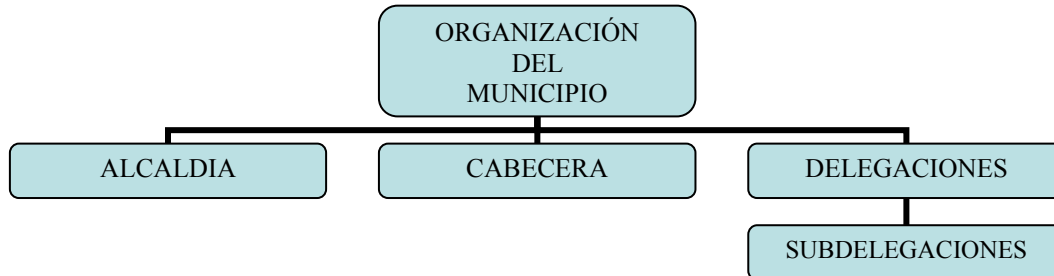 ORGANIZACIÓN
DEL
MUNICIPIO
ALCALDIA
CABECERA
DELEGACIONES
SUBDELEGACIONES